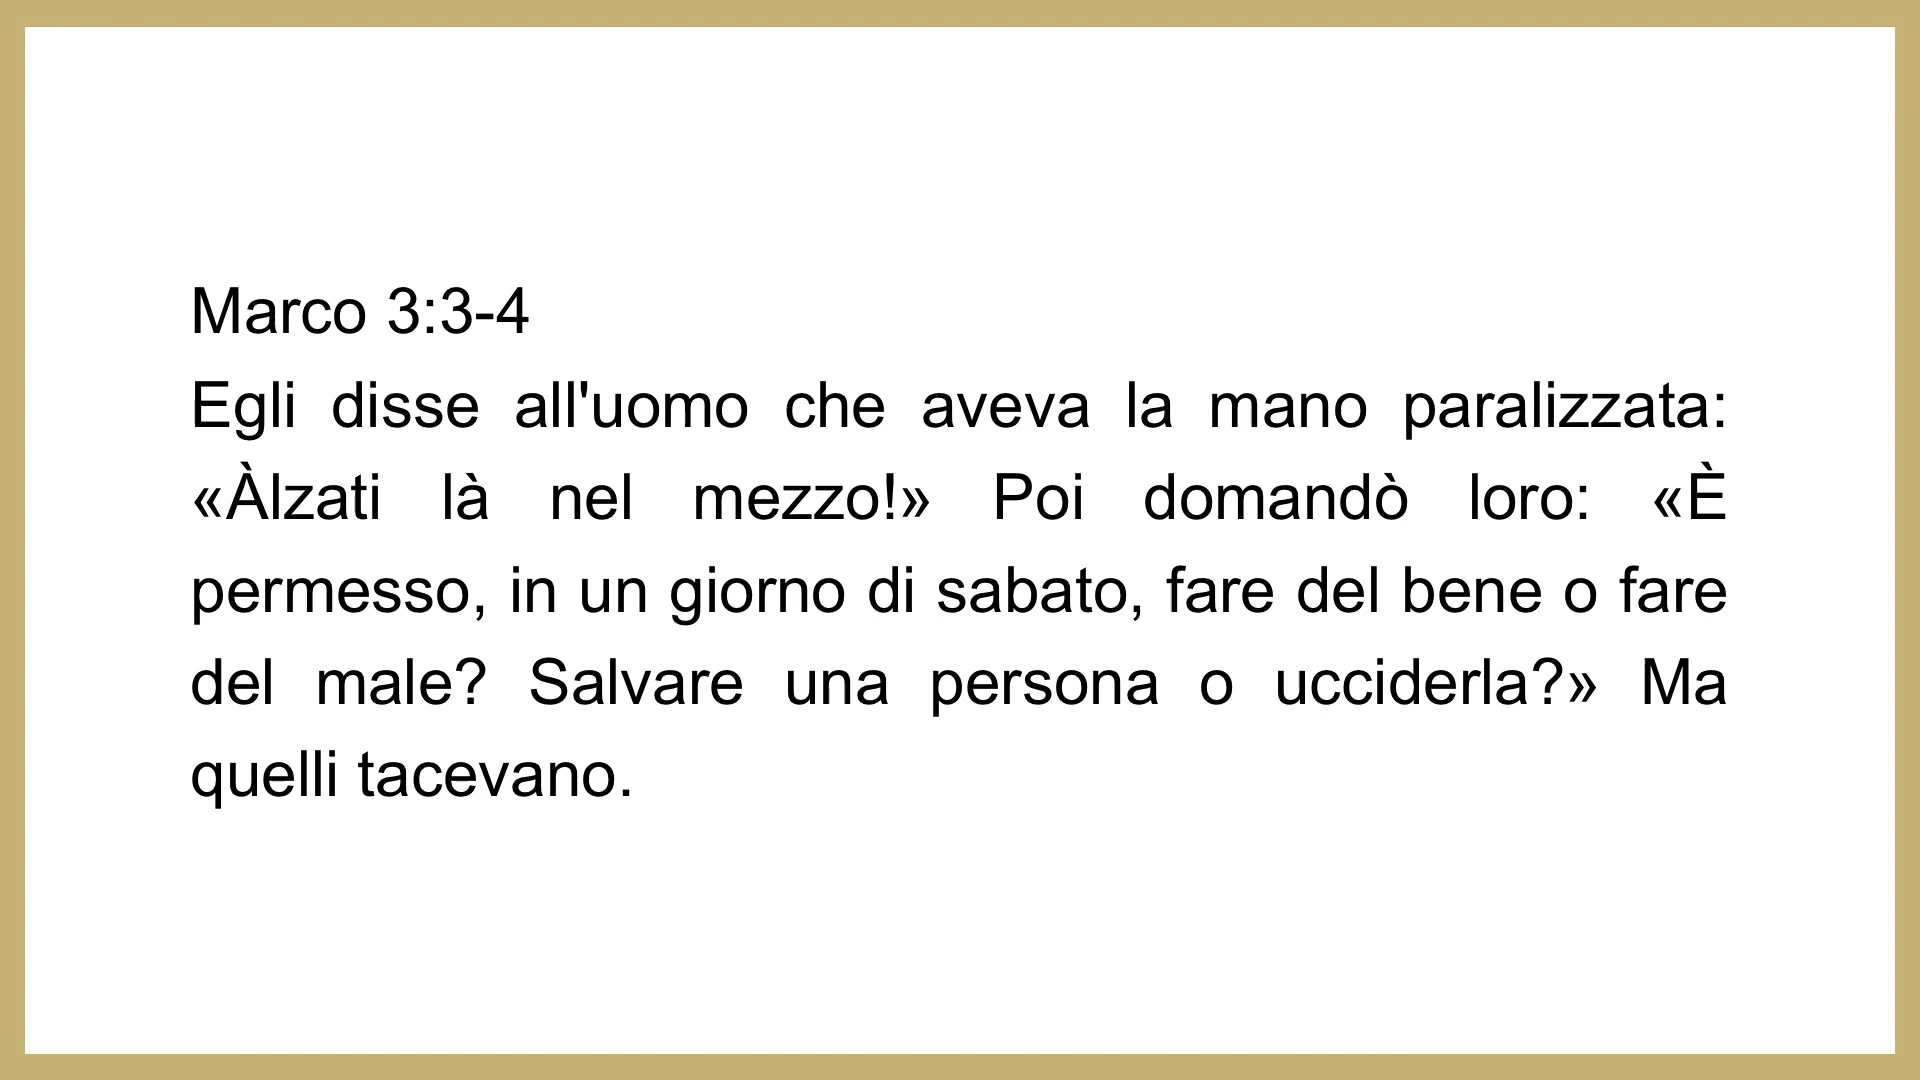 Marco 3:3-4
Egli disse all'uomo che aveva la mano paralizzata:
«Àlzati là nel mezzo!» Poi domandò loro: «È
permesso, in un giorno di sabato, fare del bene o fare
del male? Salvare una persona o ucciderla?» Ma
quelli tacevano.